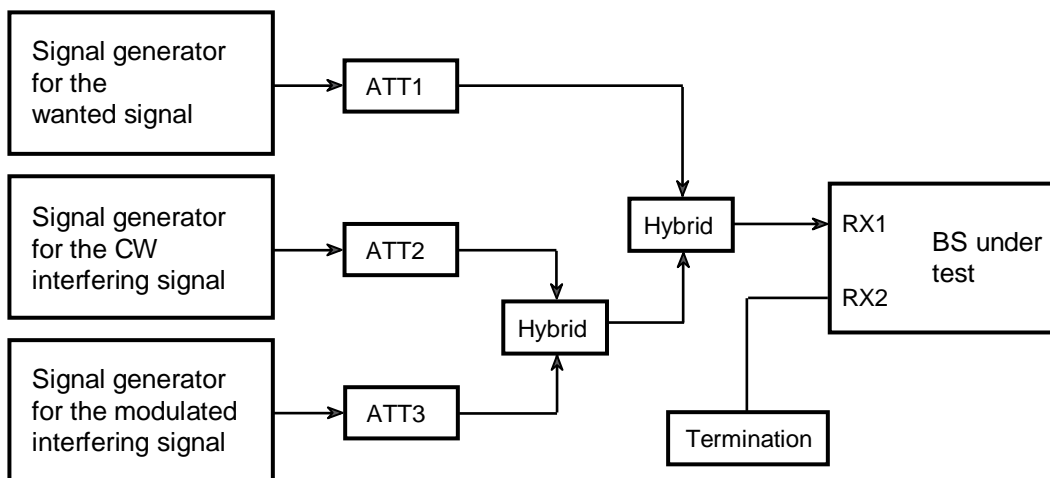 Signal generator
for the
wanted signal
ATT1
Signal generator
for the CW
interfering signal
ATT2
Hybrid
Hybrid
Signal generator
for the modulated
interfering signal
ATT3
RX1
BS under
test
RX2
Termination